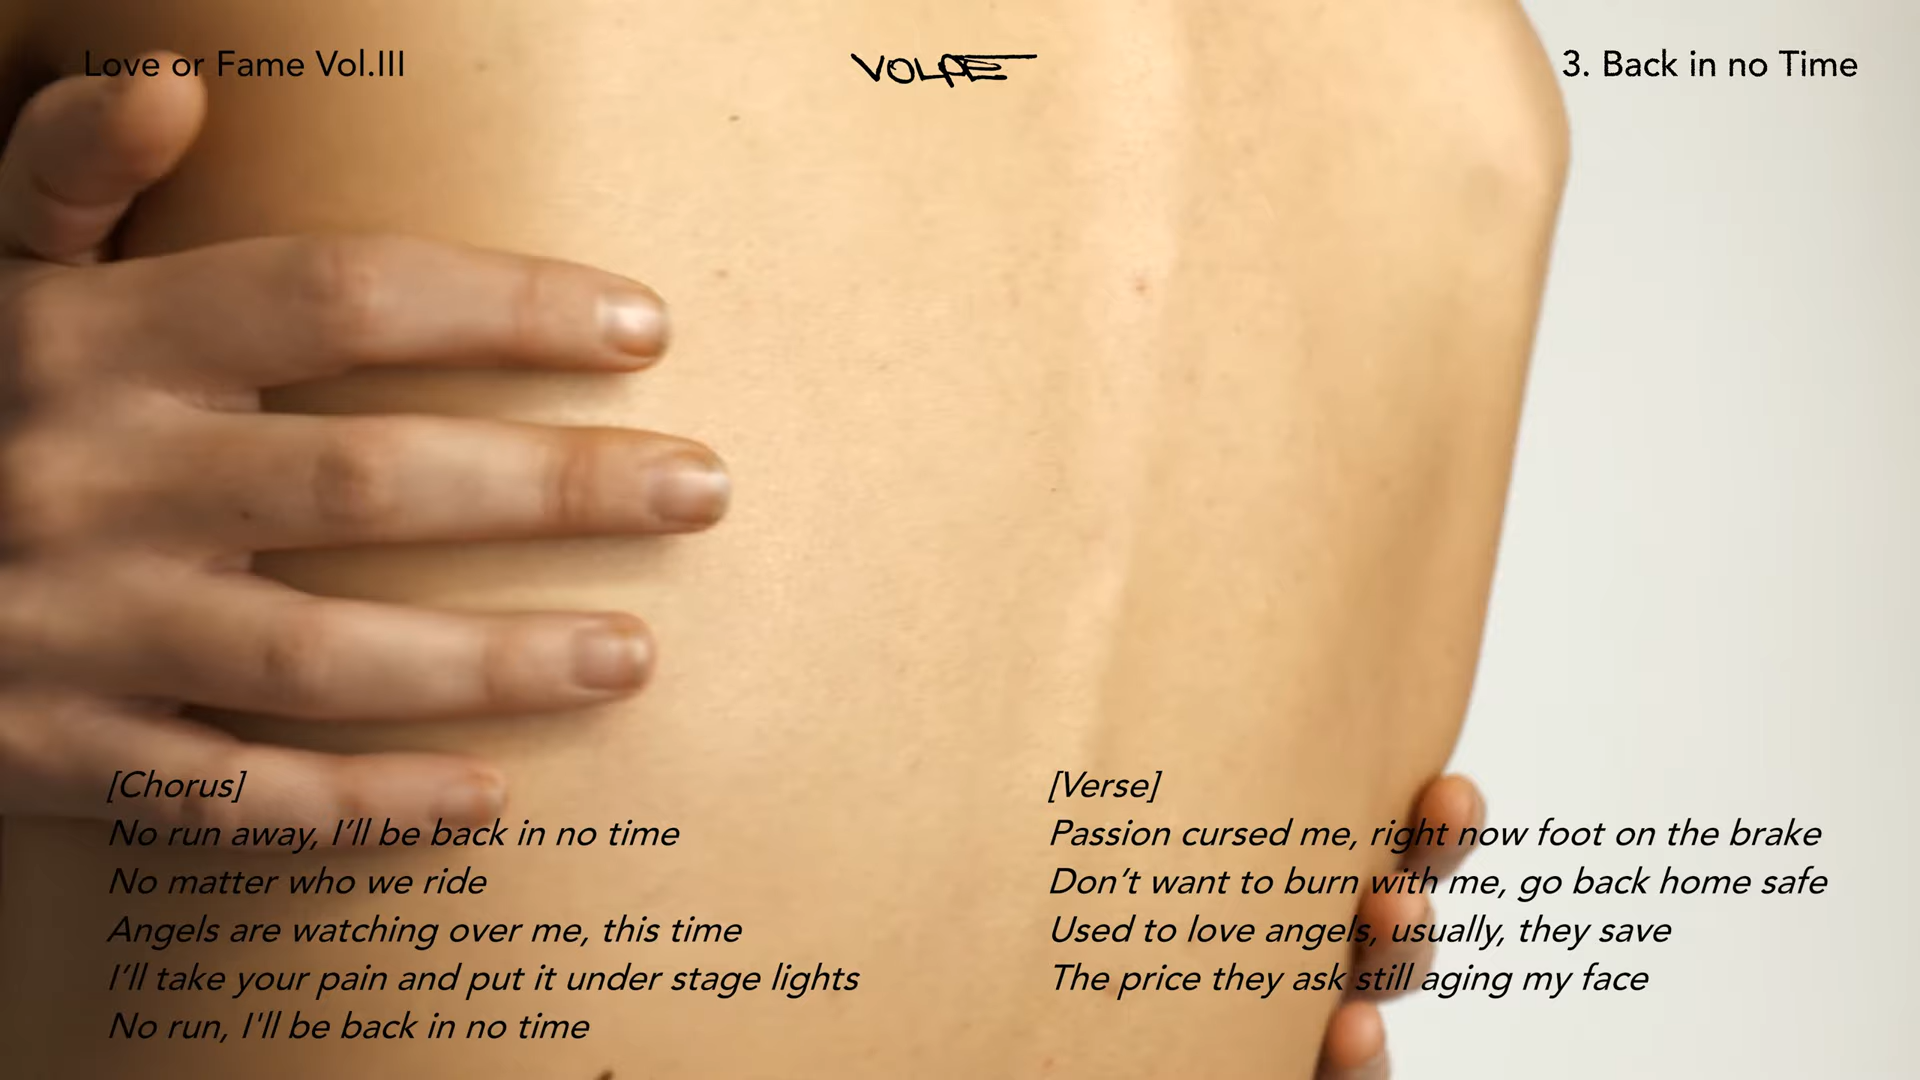 Love or Fame Vol.III
VOLPE
3. Back in no Time
[Chorus]
No run away, I’ll be back in no time
No matter who we ride
Angels are watching over me, this time
I’ll take your pain and put it under stage lights
No run, I'll be back in no time
[Verse]
Passion cursed me, right now foot on the brake
Don’t want to burn with me, go back home safe
Used to love angels, usually, they save
The price they ask still aging my face